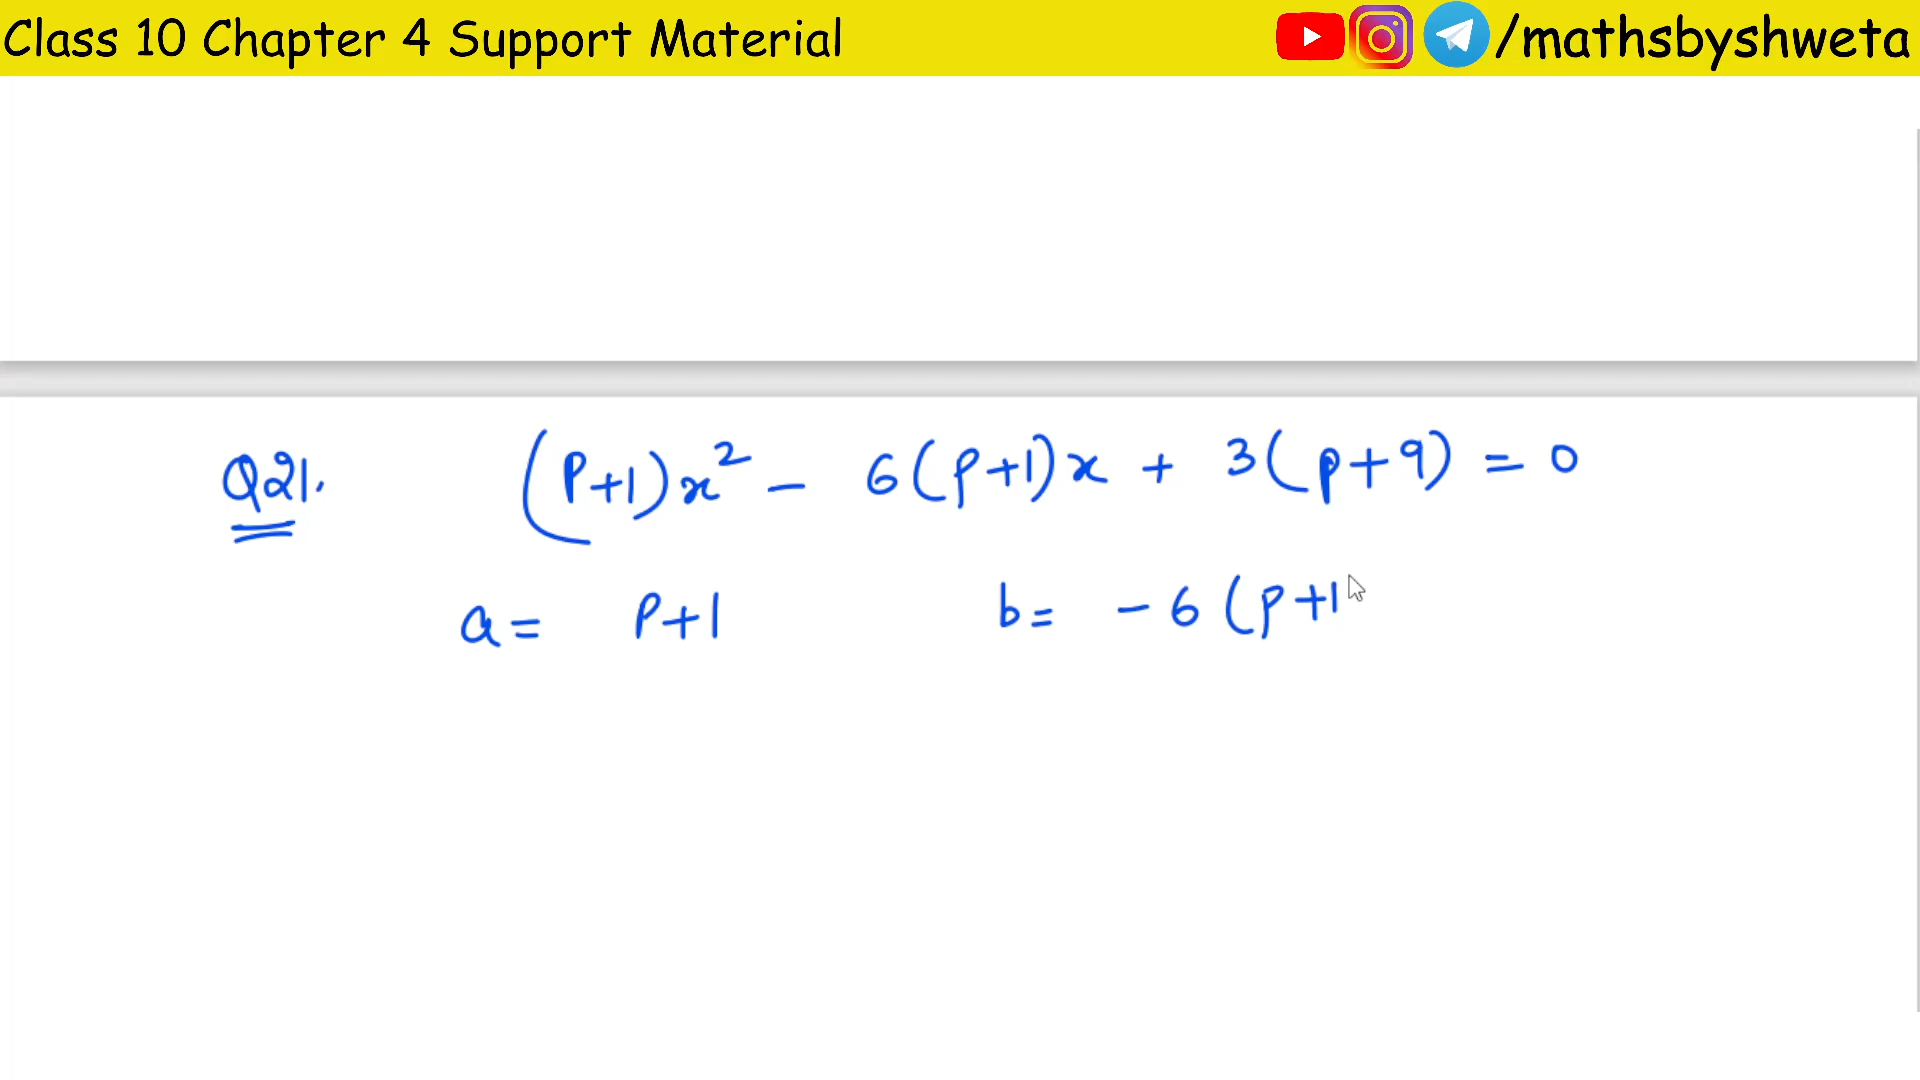 Class 10 Chapter 4 Support Material /mathsbyshweta
Q21. (P+1)x² - 6(p+1)x + 3(p+9) = 0
a = P+1 b = -6(p+1